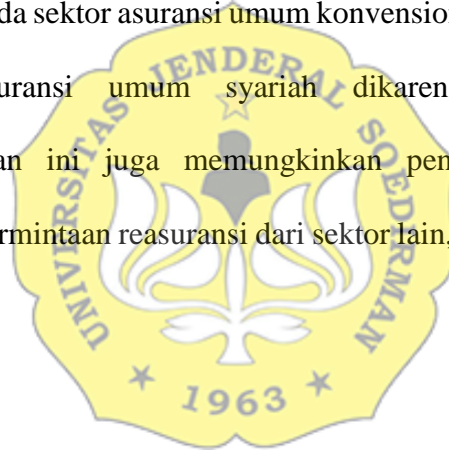 da sektor asuransi umum konvension
uransi umum syariah dikaren
an ini juga memungkinkan pen
rmintaan reasuransi dari sektor lain,
UNIVERSITAS JENDERAL SOEDIRMAN
★ 1963 ★